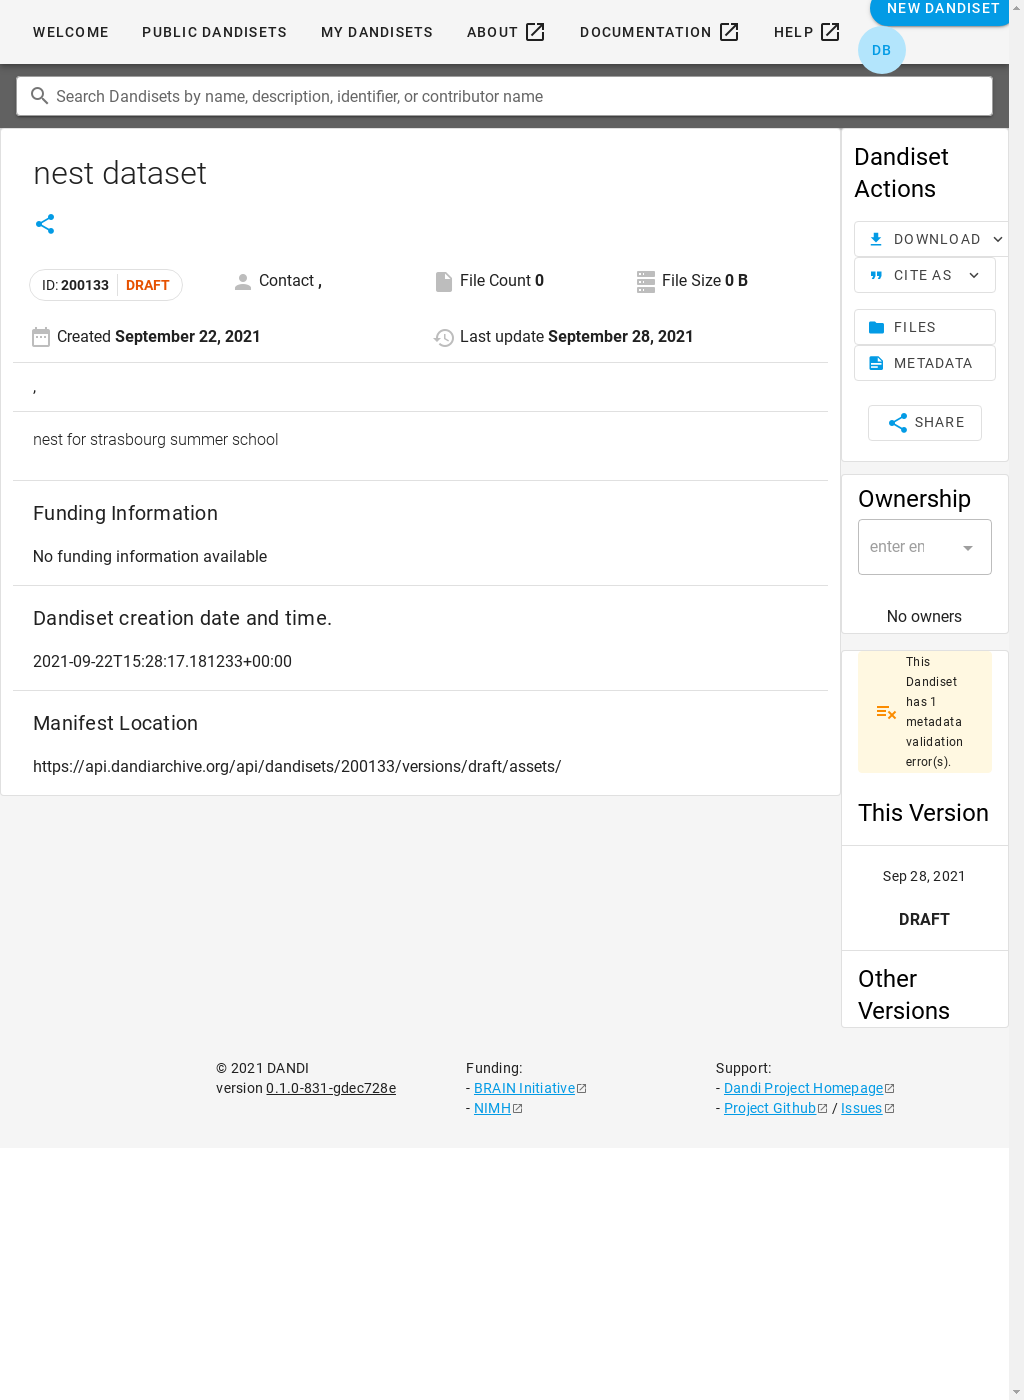 WELCOME
PUBLIC DANDISETS
MY DANDISETS
ABOUT
DOCUMENTATION
HELP
NEW DANDISET
DB
Search Dandisets by name, description, identifier, or contributor name
nest dataset
ID: 200133 DRAFT
Contact ,
File Count 0
File Size 0 B
Created September 22, 2021
Last update September 28, 2021
,
nest for strasbourg summer school
Funding Information
No funding information available
Dandiset creation date and time.
2021-09-22T15:28:17.181233+00:00
Manifest Location
https://api.dandiarchive.org/api/dandisets/200133/versions/draft/assets/
Dandiset
Actions
DOWNLOAD
CITE AS
FILES
METADATA
SHARE
Ownership
enter en
No owners
This
Dandiset
has 1
metadata
validation
error(s).
This Version
Sep 28, 2021
DRAFT
Other
Versions
© 2021 DANDI
version 0.1.0-831-gdec728e
Funding:
- BRAIN Initiative
- NIMH
Support:
- Dandi Project Homepage
- Project Github / Issues